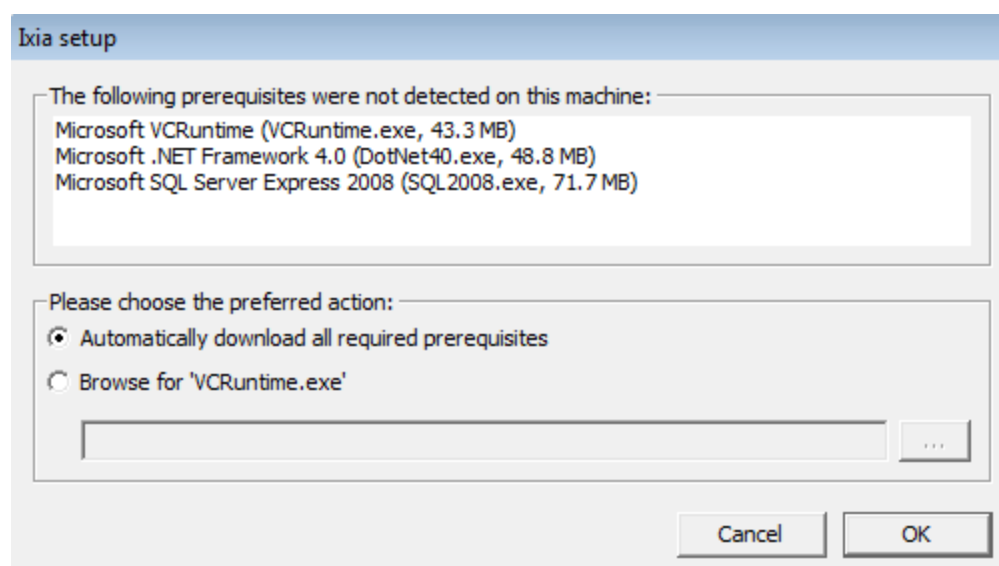 Ixia setup
The following prerequisites were not detected on this machine:
Microsoft VCRuntime (VCRuntime.exe, 43.3 MB)
Microsoft .NET Framework 4.0 (DotNet40.exe, 48.8 MB)
Microsoft SQL Server Express 2008 (SQL2008.exe, 71.7 MB)
Please choose the preferred action:
Automatically download all required prerequisites
Browse for 'VCRuntime.exe'
...
Cancel OK